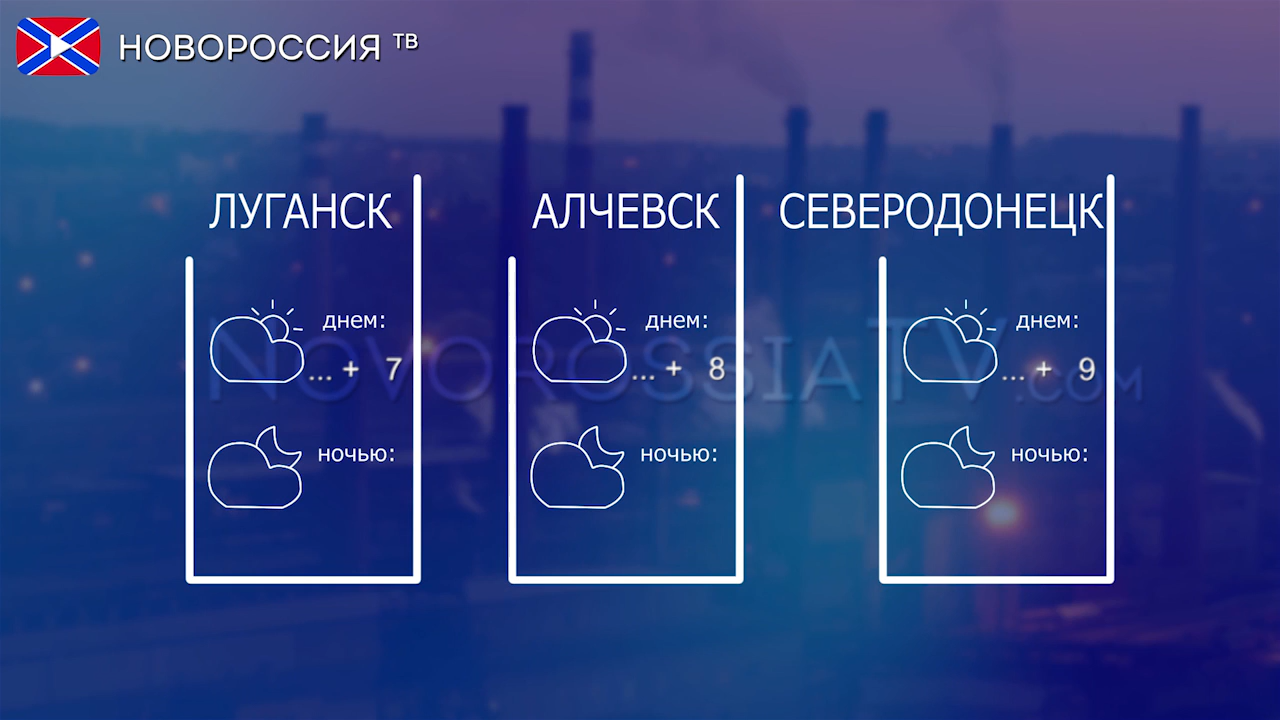 НОВОРОССИЯ ТВ
ЛУГАНСК
днем:
... + 7
ночью:
АЛЧЕВСК
днем:
... + 8
ночью:
СЕВЕРОДОНЕЦК
днем:
... + 9
ночью:
NOVOROSSIATV.COM